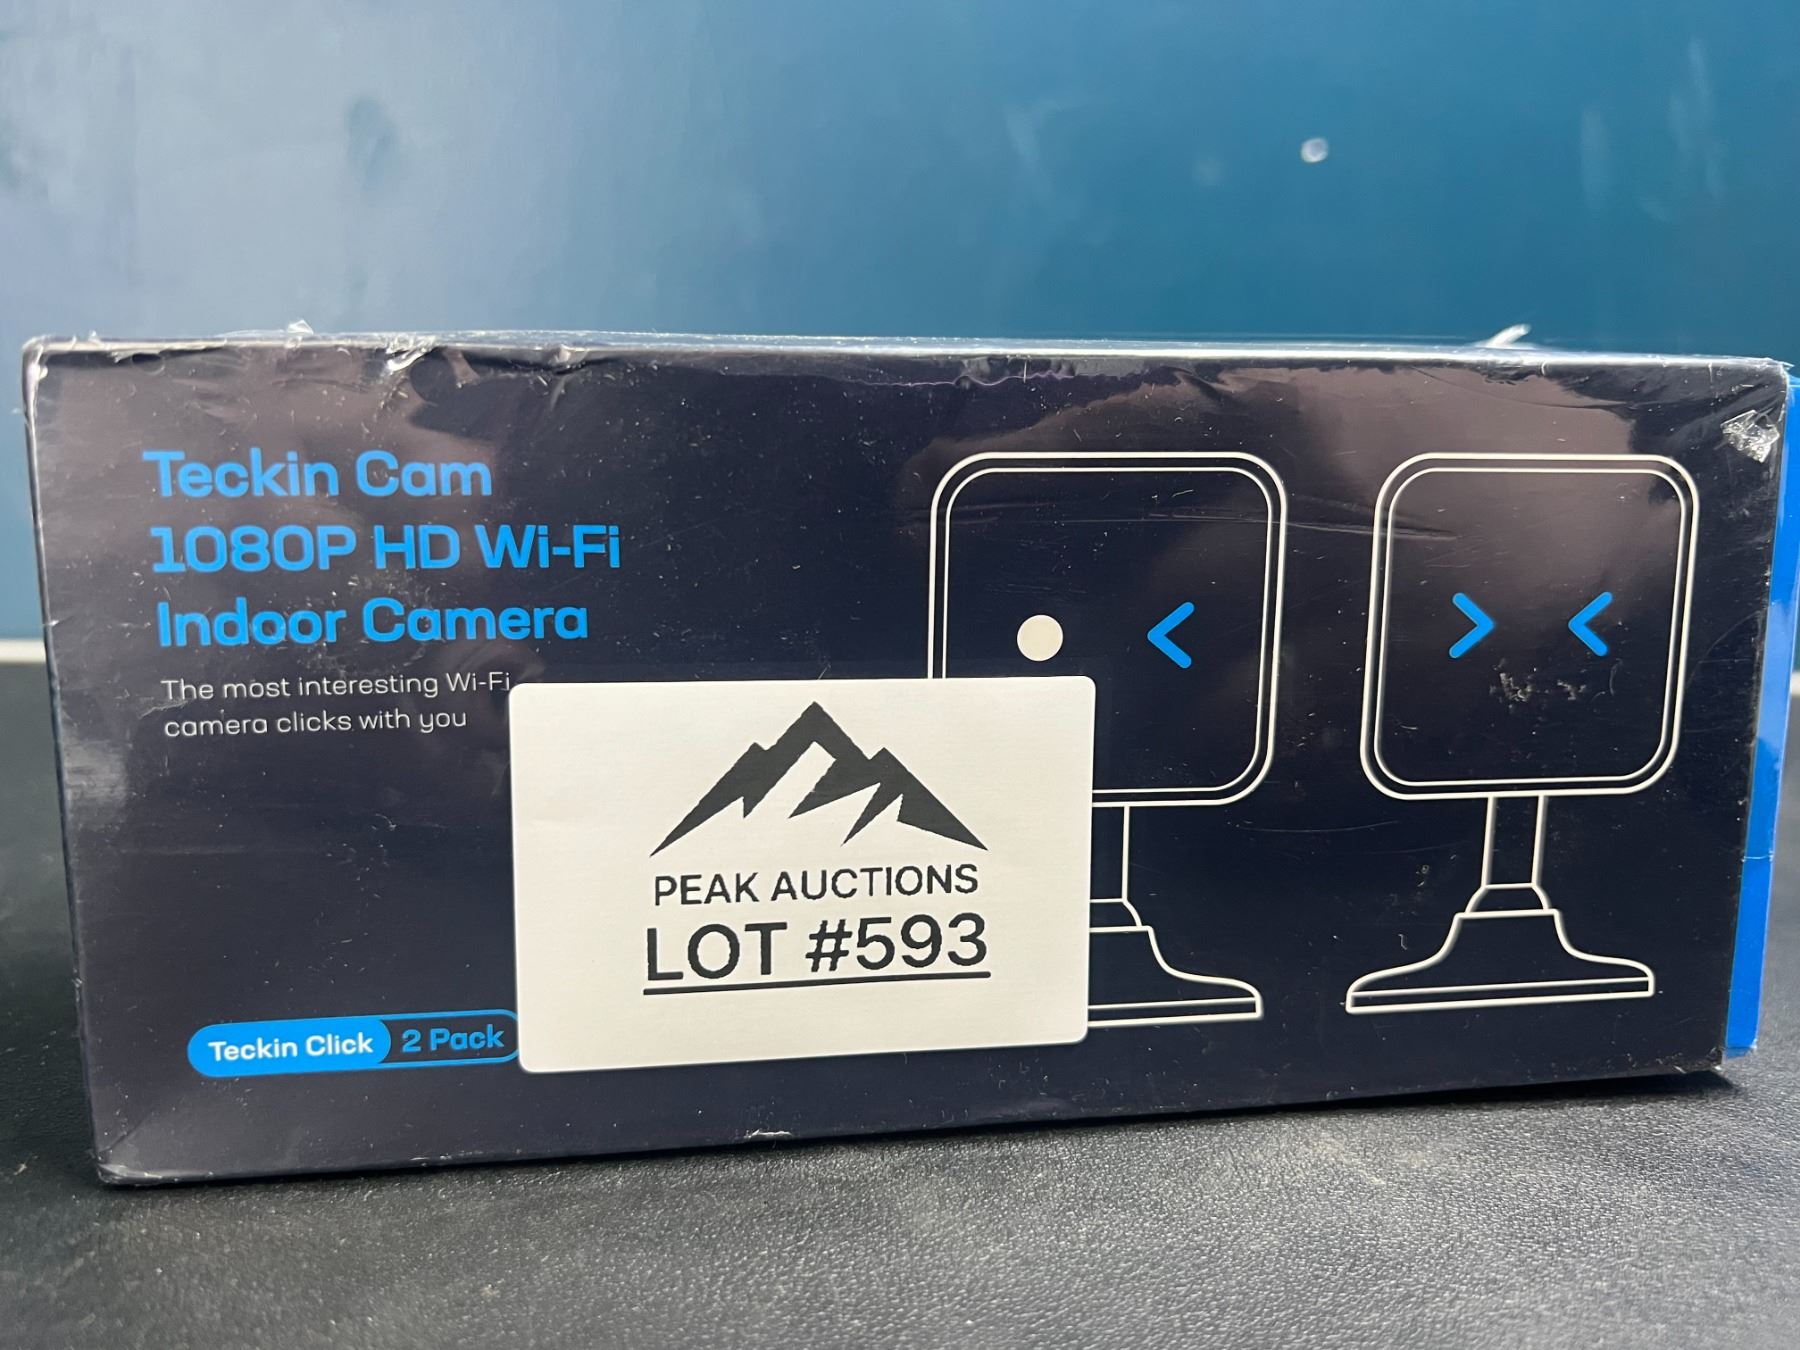 Teckin Cam
1080P HD Wi-Fi
Indoor Camera
The most interesting Wi-Fi
camera clicks with you
PEAK AUCTIONS
LOT #593
Teckin Click 2 Pack